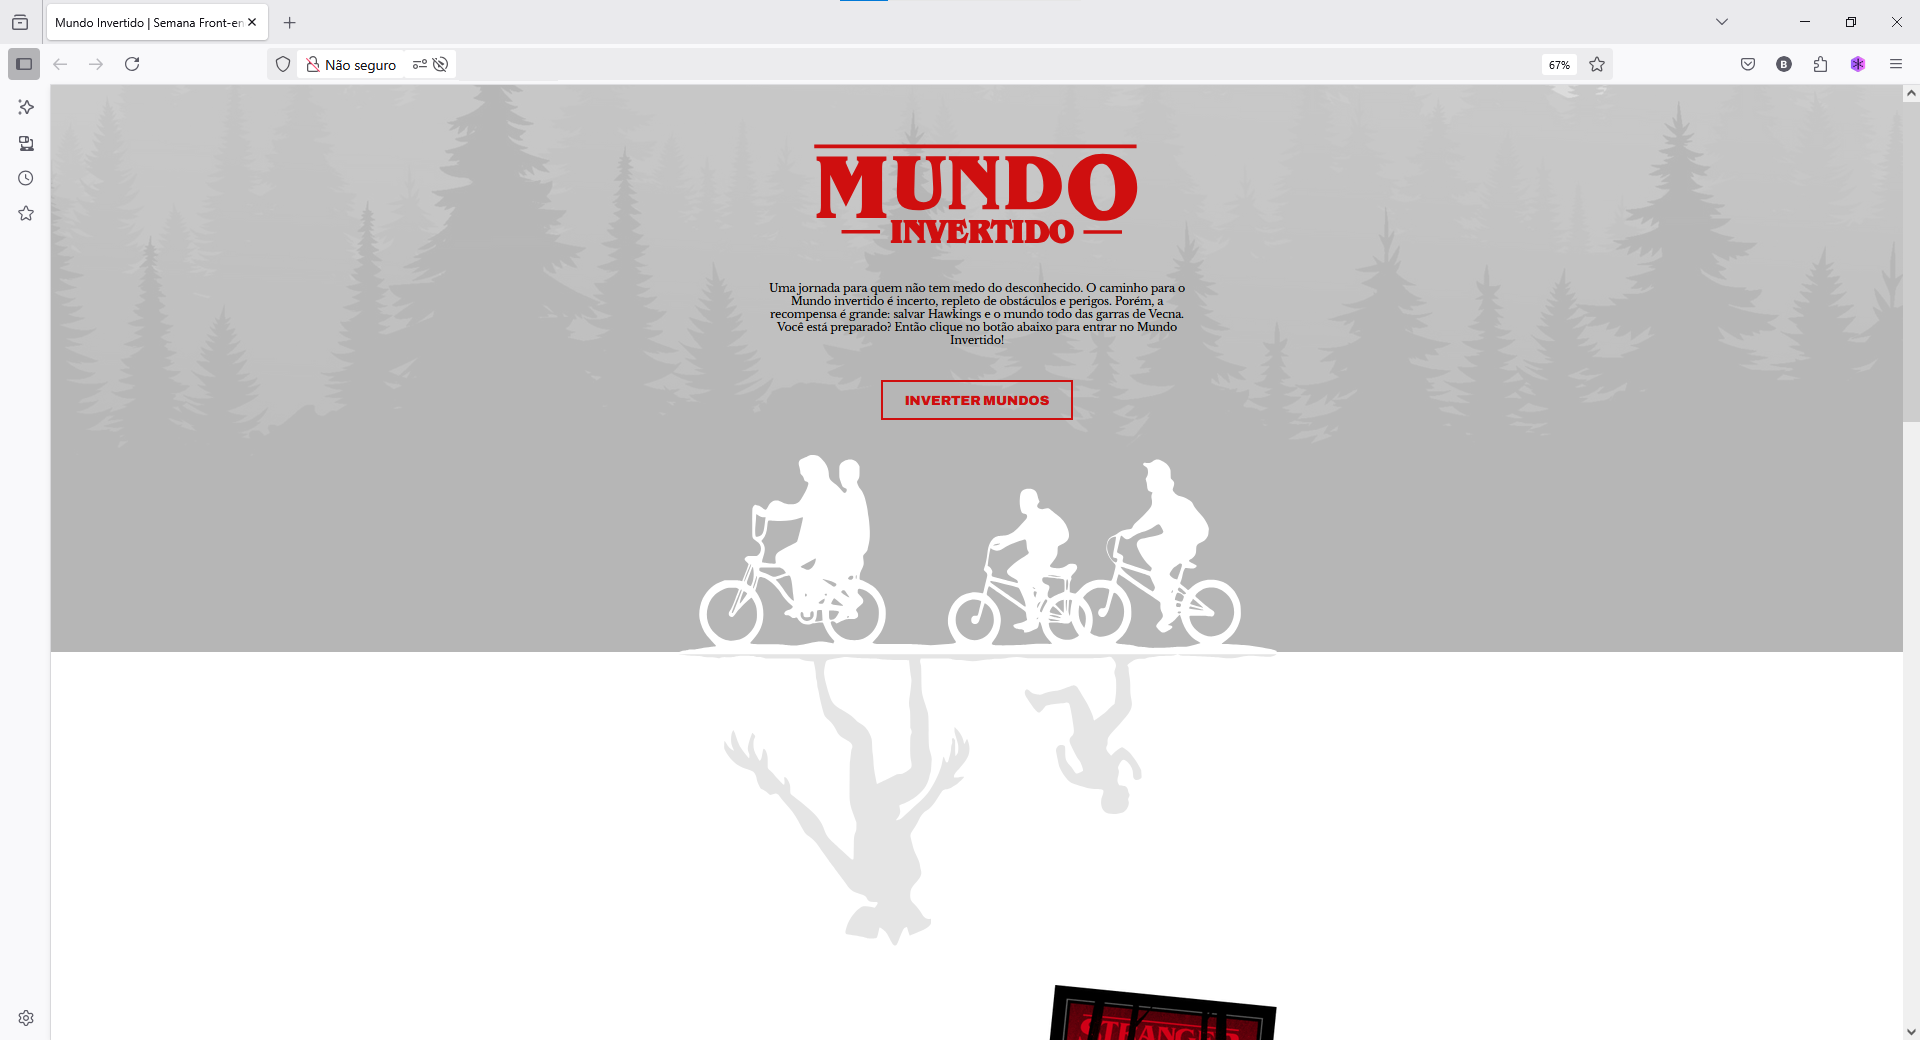 Mundo Invertido | Semana Front-en
Não seguro
67%
B
MUNDO
INVERTIDO
Uma jornada para quem não tem medo do desconhecido. O caminho para o
Mundo invertido é incerto, repleto de obstáculos e perigos. Porém, a
recompensa é grande: salvar Hawkings e o mundo todo das garras de Vecna.
Você está preparado? Então clique no botão abaixo para entrar no Mundo
Invertido!
INVERTER MUNDOS
STRANGER